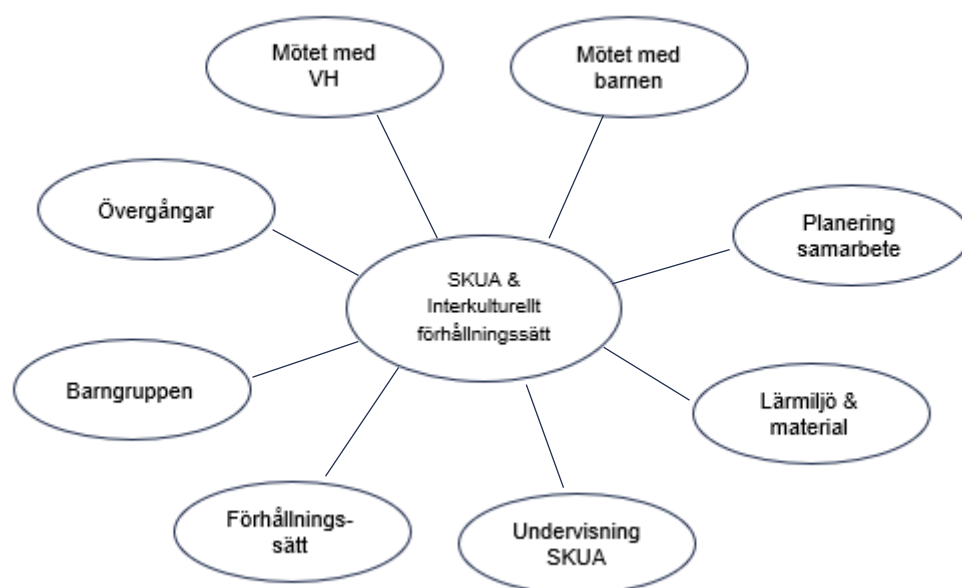 Mötet med
VH
Mötet med
barnen
Övergångar
Planering
samarbete
SKUA &
Interkulturellt
förhållningssätt
Barngruppen
Lärmiljö &
material
Förhållnings-
sätt
Undervisning
SKUA